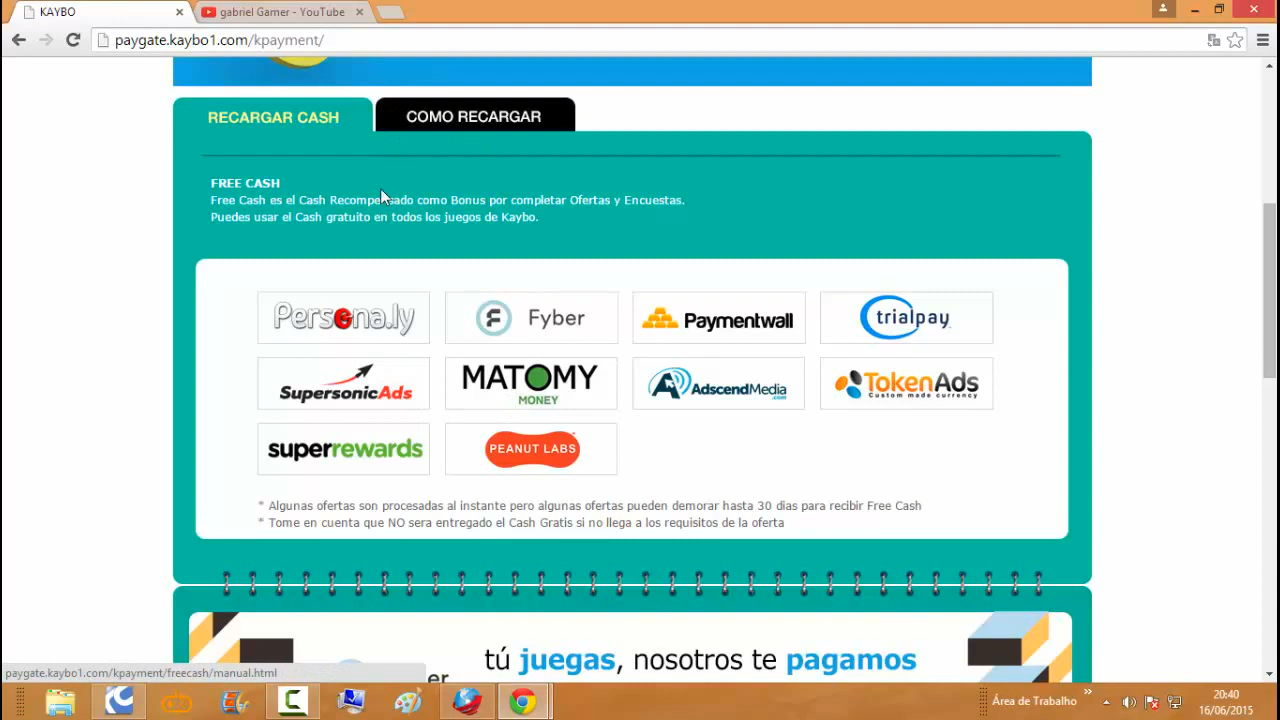 KAYBO
gabriel Gamer - YouTube
paygate.kaybo1.com/kpayment/
RECARGAR CASH
COMO RECARGAR
FREE CASH
Free Cash es el Cash Recompensado como Bonus por completar Ofertas y Encuestas.
Puedes usar el Cash gratuito en todos los juegos de Kaybo.
Persona.ly
Fyber
Paymentwall
trialpay
SupersonicAds
MATOMY
MONEY
AdscendMedia
.com
TokenAds
Custom made currency
superrewards
PEANUT LABS
* Algunas ofertas son procesadas al instante pero algunas ofertas pueden demorar hasta 30 dias para recibir Free Cash
* Tome en cuenta que NO sera entregado el Cash Gratis si no llega a los requisitos de la oferta
tú juegas, nosotros te pagamos
paygate.kaybo1.com/kpayment/freecash/manual.html
Área de Trabalho
20:40
16/06/2015